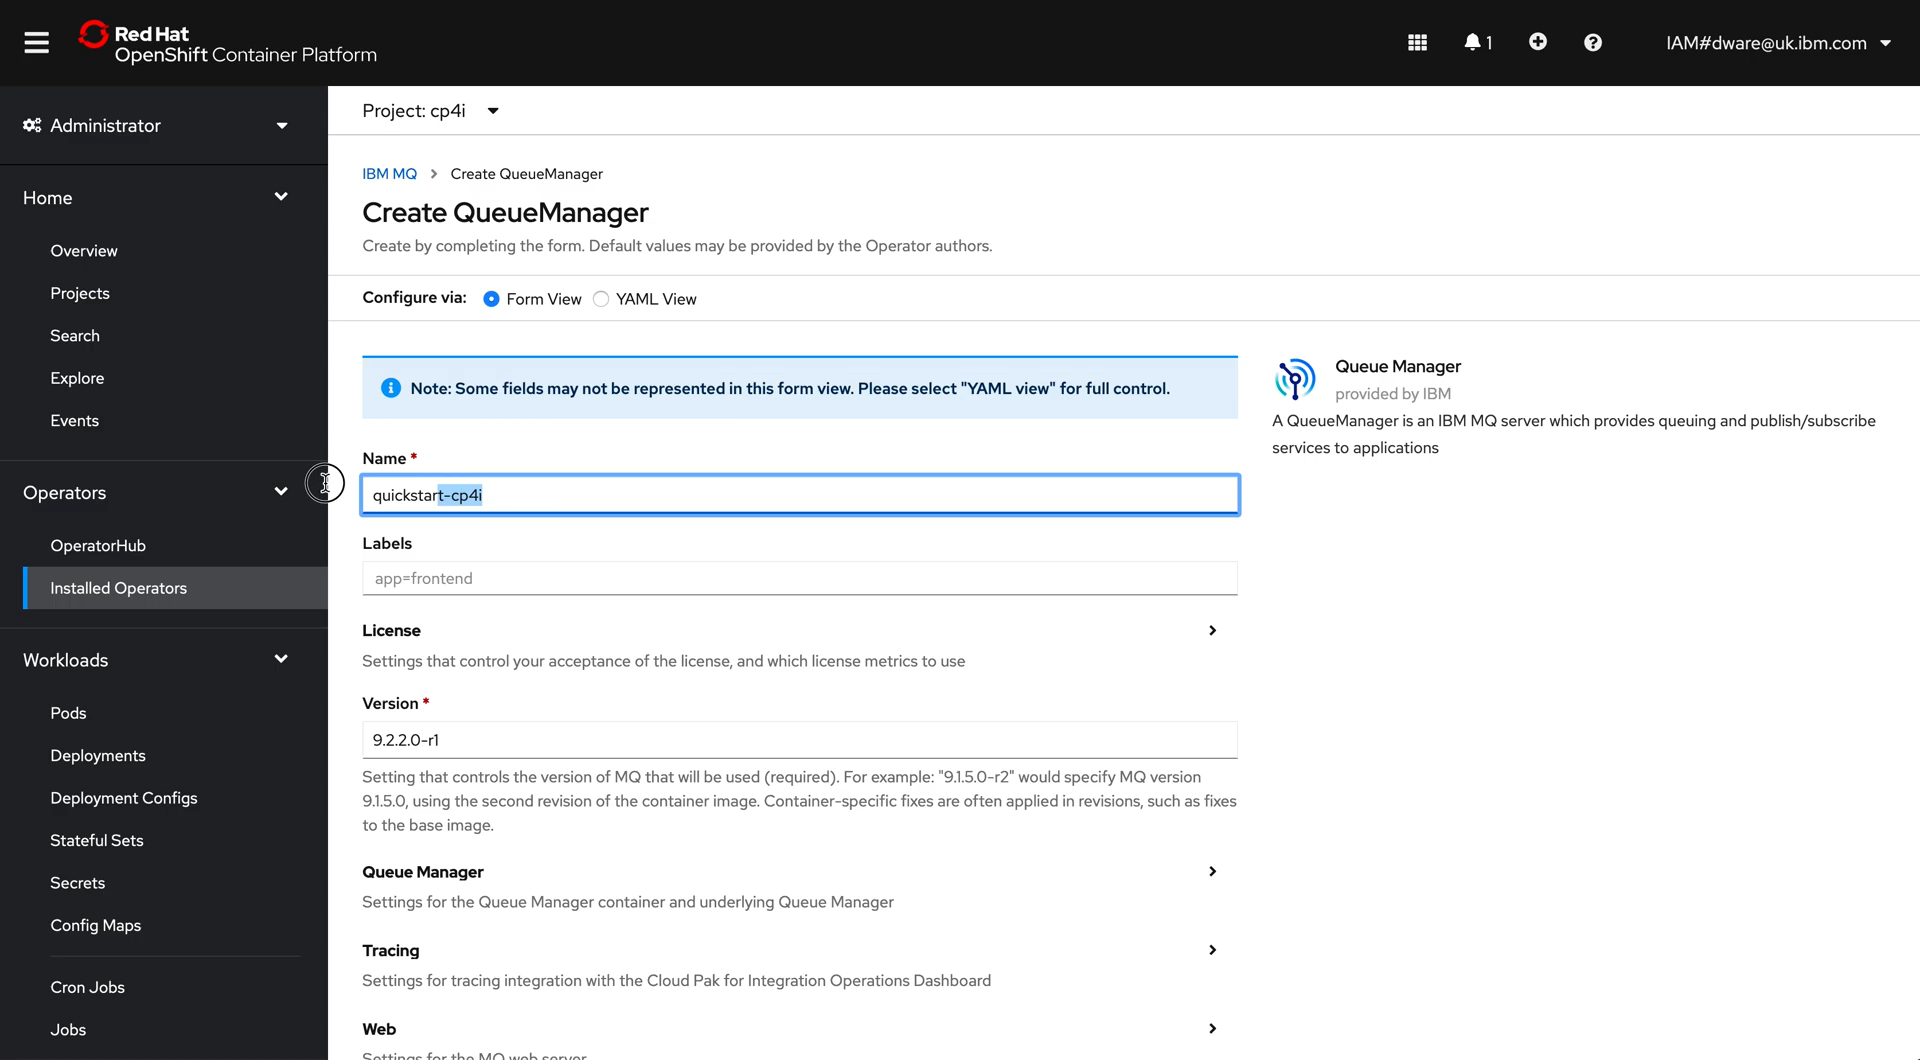 Red Hat
OpenShift Container Platform
1
IAM#dware@uk.ibm.com
Administrator
Home
Overview
Projects
Search
Explore
Events
Operators
OperatorHub
Installed Operators
Workloads
Pods
Deployments
Deployment Configs
Stateful Sets
Secrets
Config Maps
Cron Jobs
Jobs
Project: cp4i
IBM MQ > Create QueueManager
Create QueueManager
Create by completing the form. Default values may be provided by the Operator authors.
Configure via: Form View YAML View
Note: Some fields may not be represented in this form view. Please select "YAML view" for full control.
Name *
quickstart-cp4i
Labels
app=frontend
License
Settings that control your acceptance of the license, and which license metrics to use
Version *
9.2.2.0-r1
Setting that controls the version of MQ that will be used (required). For example: "9.1.5.0-r2" would specify MQ version
9.1.5.0, using the second revision of the container image. Container-specific fixes are often applied in revisions, such as fixes
to the base image.
Queue Manager
Settings for the Queue Manager container and underlying Queue Manager
Tracing
Settings for tracing integration with the Cloud Pak for Integration Operations Dashboard
Web
Settings for the MQ web server
Queue Manager
provided by IBM
A QueueManager is an IBM MQ server which provides queuing and publish/subscribe
services to applications